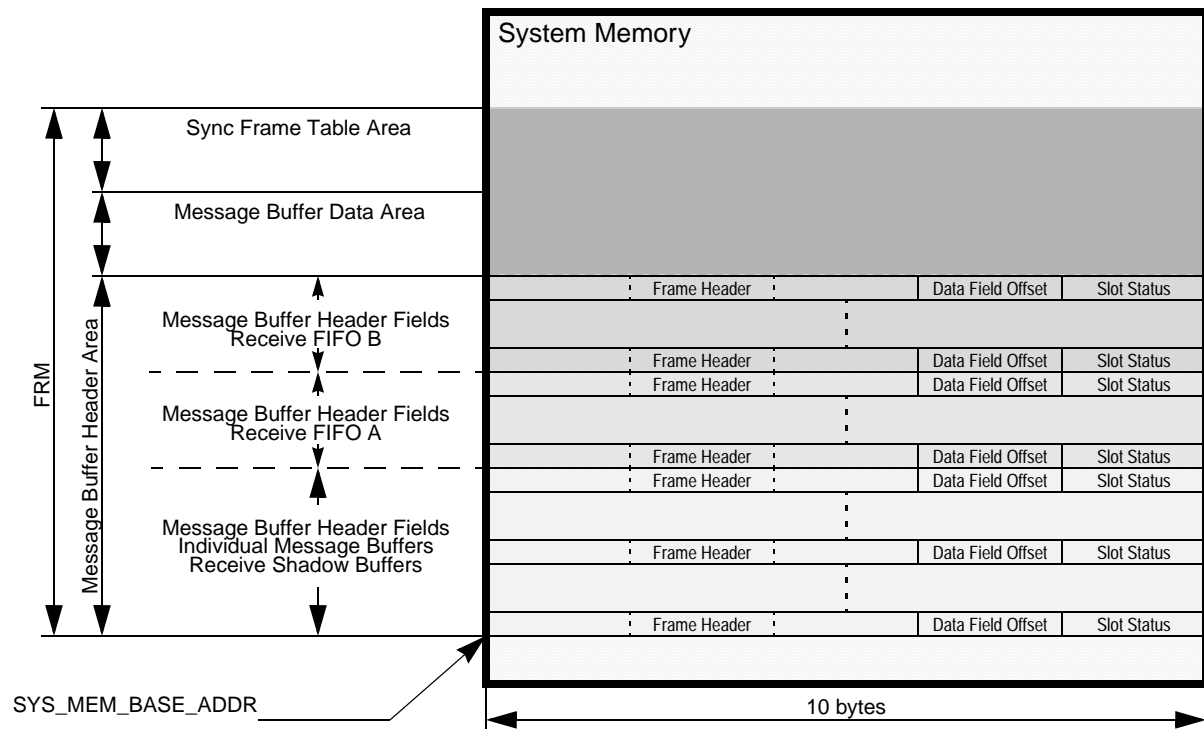 System Memory
Sync Frame Table Area
Message Buffer Data Area
Frame Header Data Field Offset Slot Status
Message Buffer Header Fields
Receive FIFO B
Frame Header Data Field Offset Slot Status
Frame Header Data Field Offset Slot Status
FRM
Message Buffer Header Area
Message Buffer Header Fields
Receive FIFO A
Frame Header Data Field Offset Slot Status
Frame Header Data Field Offset Slot Status
Message Buffer Header Fields
Individual Message Buffers
Receive Shadow Buffers
Frame Header Data Field Offset Slot Status
Frame Header Data Field Offset Slot Status
SYS_MEM_BASE_ADDR
10 bytes